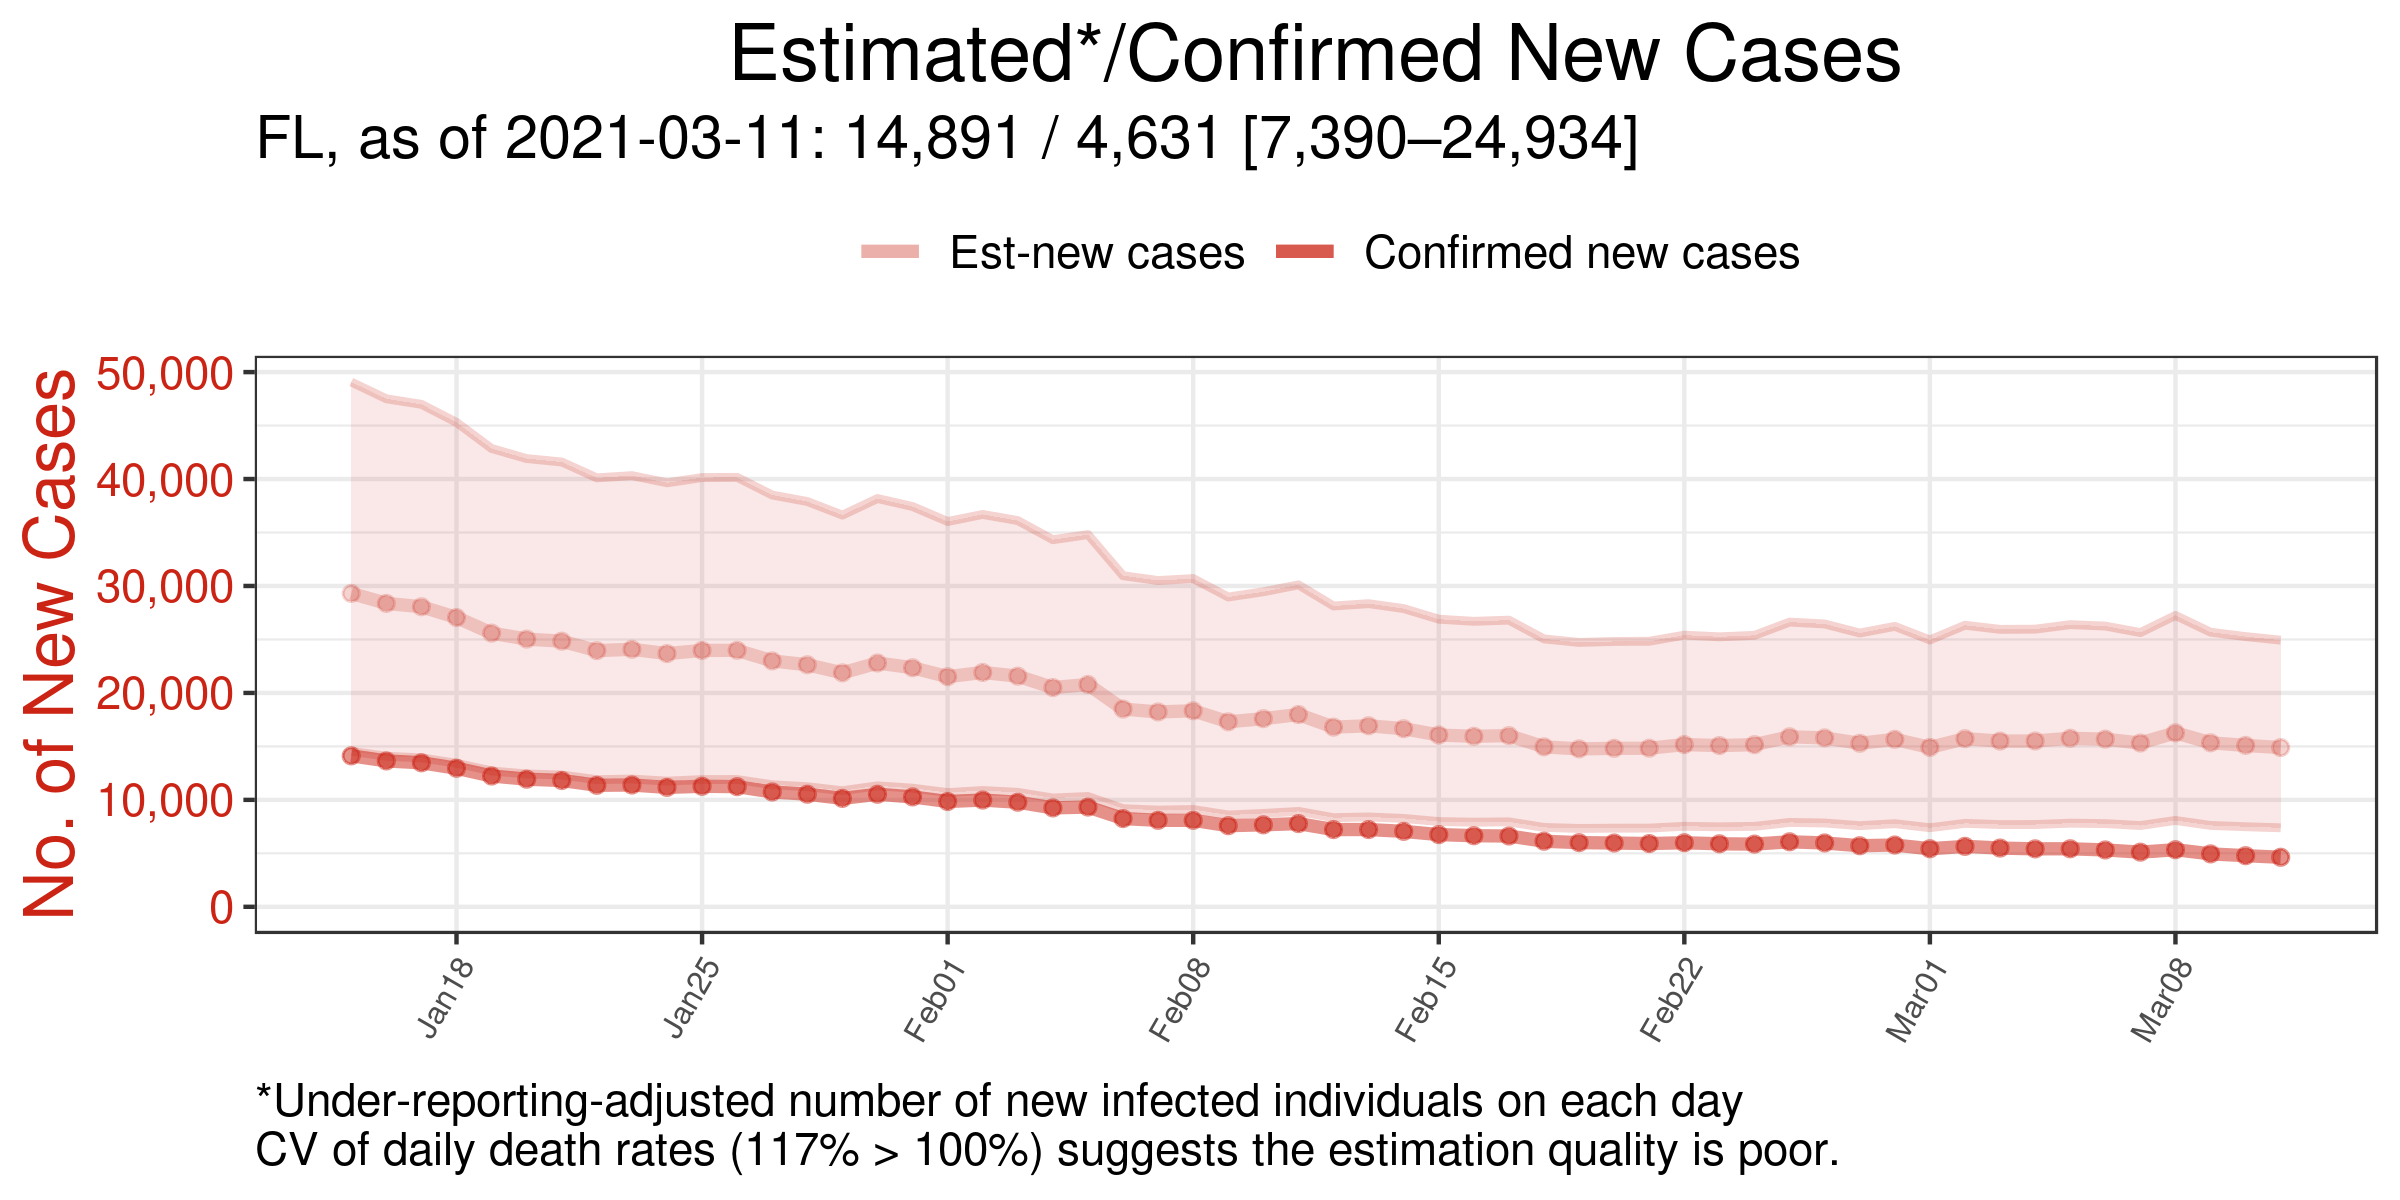 Estimated*/Confirmed New Cases
FL, as of 2021-03-11: 14,891 / 4,631 [7,390–24,934]
Est-new cases
Confirmed new cases
No. of New Cases
50,000
40,000
30,000
20,000
10,000
0
Jan18
Jan25
Feb01
Feb08
Feb15
Feb22
Mar01
Mar08
*Under-reporting-adjusted number of new infected individuals on each day
CV of daily death rates (117% > 100%) suggests the estimation quality is poor.